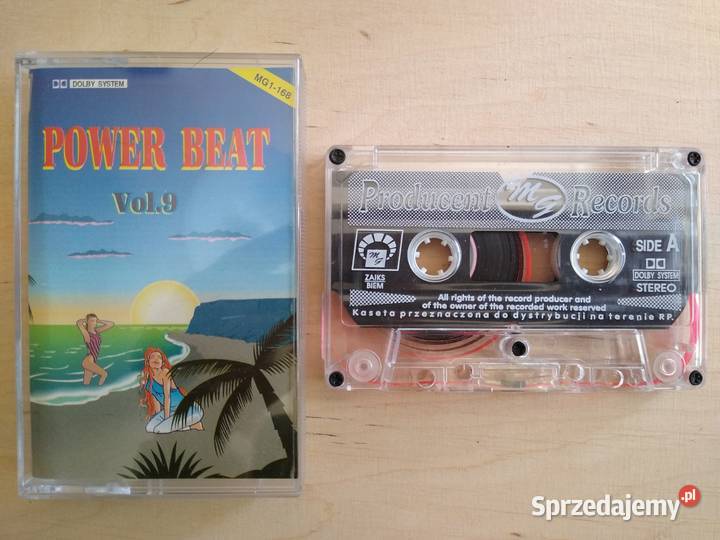 DOLBY SYSTEM
MG1-168
POWER BEAT
Vol.9
Producent MG Records
SIDE A
MG
ZAIKS
BIEM
DOLBY SYSTEM
STEREO
All rights of the record producer and
of the owner of the recorded work reserved
Kaseta przeznaczona do dystrybucji na terenie RP.
Sprzedajemy.pl